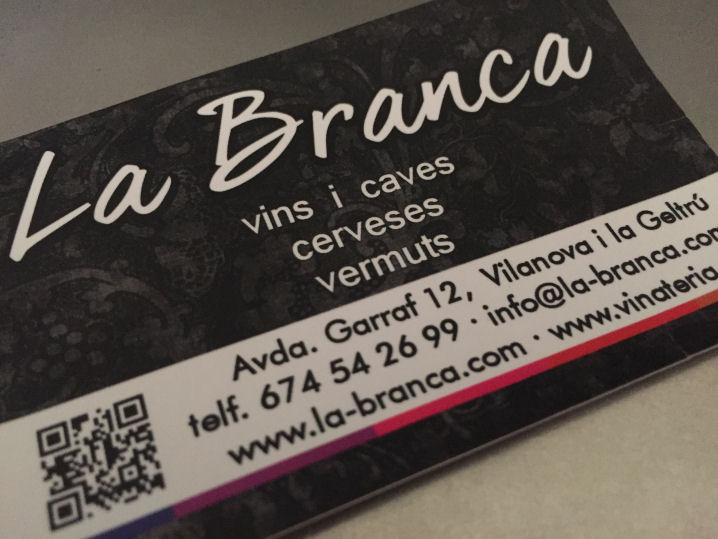 La Branca
vins i caves
cerveses
vermuts
Avda. Garraf 12, Vilanova i la Geltrú
telf. 674 54 26 99 · info@la-branca.com
www.la-branca.com · www.vinateria